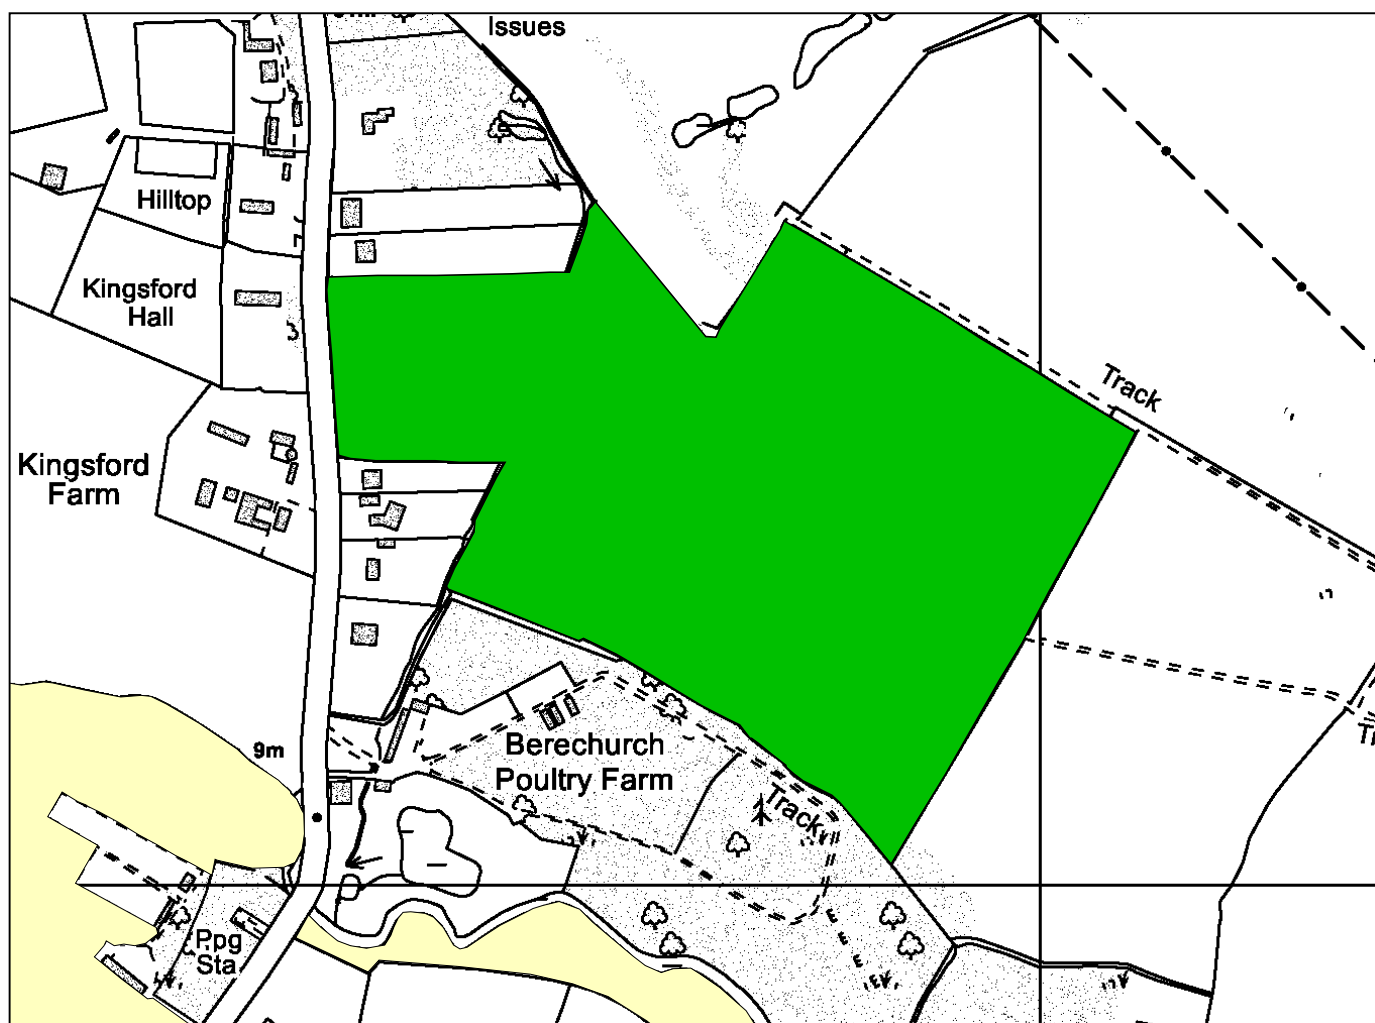 Issues
Hilltop
Kingsford
Hall
Track
Kingsford
Farm
9m
Berechurch
Poultry Farm
Track
Ppg
Sta